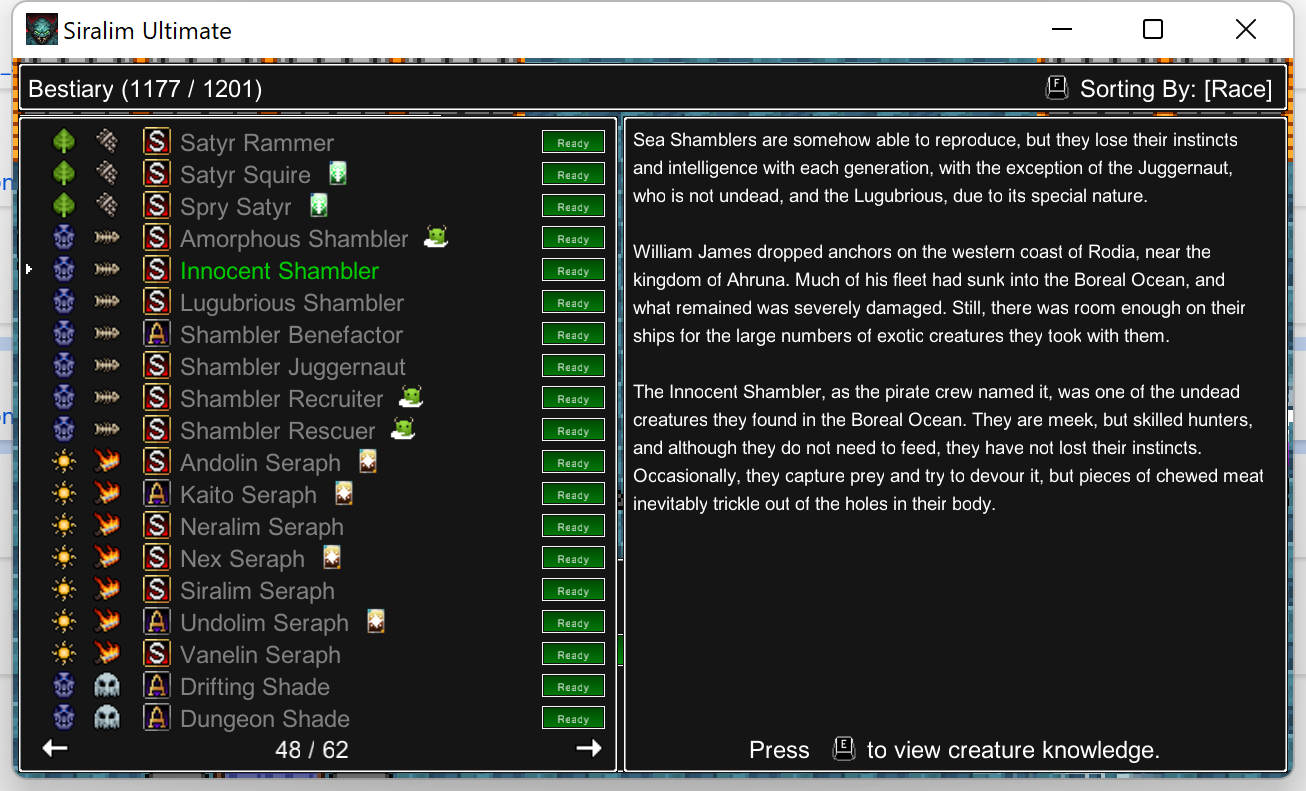 Siralim Ultimate
Bestiary (1177 / 1201)
F Sorting By: [Race]
S Satyr Rammer Ready
S Satyr Squire Ready
S Spry Satyr Ready
S Amorphous Shambler Ready
S Innocent Shambler Ready
S Lugubrious Shambler Ready
A Shambler Benefactor Ready
S Shambler Juggernaut Ready
S Shambler Recruiter Ready
S Shambler Rescuer Ready
S Andolin Seraph Ready
A Kaito Seraph Ready
S Neralim Seraph Ready
S Nex Seraph Ready
S Siralim Seraph Ready
A Undolim Seraph Ready
S Vanelin Seraph Ready
A Drifting Shade Ready
A Dungeon Shade Ready
48 / 62
Sea Shamblers are somehow able to reproduce, but they lose their instincts
and intelligence with each generation, with the exception of the Juggernaut,
who is not undead, and the Lugubrious, due to its special nature.
William James dropped anchors on the western coast of Rodia, near the
kingdom of Ahruna. Much of his fleet had sunk into the Boreal Ocean, and
what remained was severely damaged. Still, there was room enough on their
ships for the large numbers of exotic creatures they took with them.
The Innocent Shambler, as the pirate crew named it, was one of the undead
creatures they found in the Boreal Ocean. They are meek, but skilled hunters,
and although they do not need to feed, they have not lost their instincts.
Occasionally, they capture prey and try to devour it, but pieces of chewed meat
inevitably trickle out of the holes in their body.
Press E to view creature knowledge.